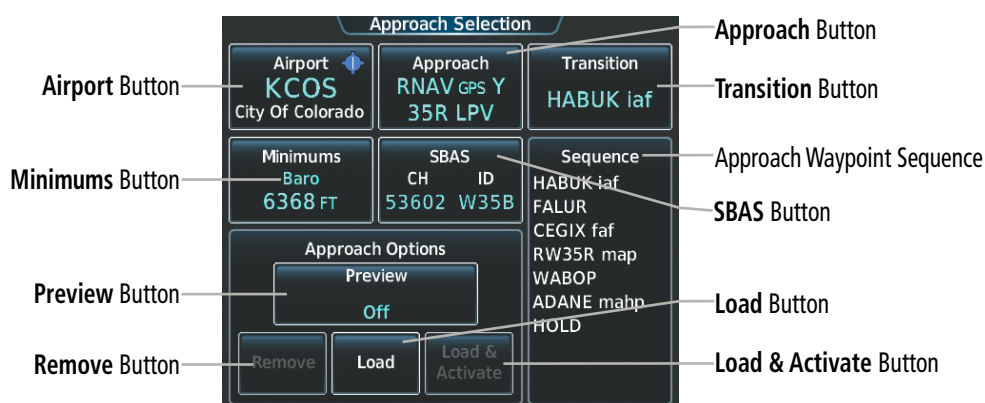 Approach Selection
Airport
KCOS
City Of Colorado
Approach
RNAV GPS Y
35R LPV
Transition
HABUK iaf
Minimums
Baro
6368 FT
SBAS
CH ID
53602 W35B
Sequence
HABUK iaf
FALUR
CEGIX faf
RW35R map
WABOP
ADANE mahp
HOLD
Approach Options
Preview
Off
Remove
Load
Load &
Activate
Airport Button
Minimums Button
Preview Button
Remove Button
Approach Button
Transition Button
Approach Waypoint Sequence
SBAS Button
Load Button
Load & Activate Button